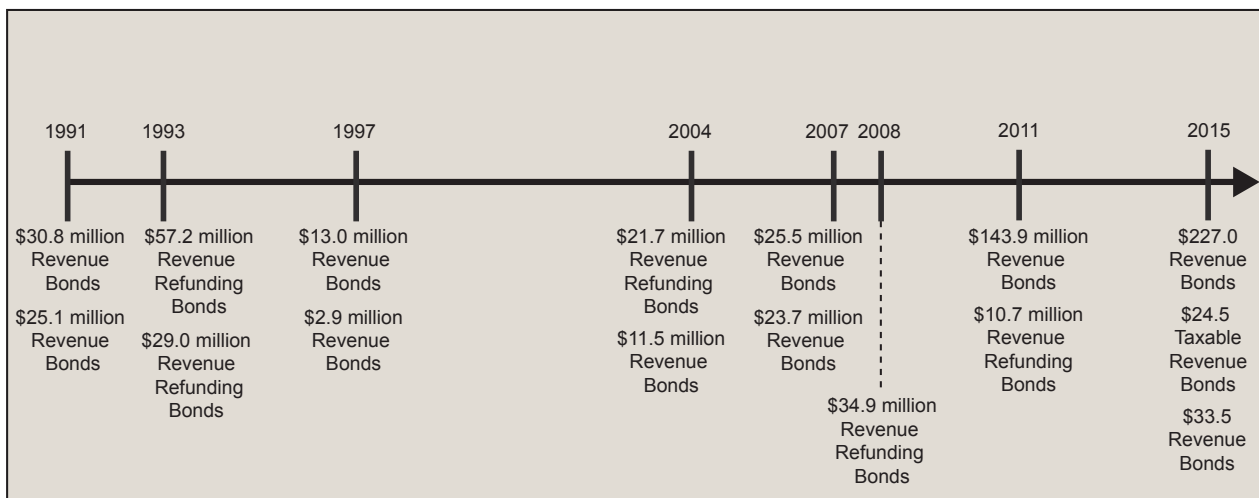 1991
1993
1997
2004
2007
2008
2011
2015
$30.8 million
Revenue
Bonds
$25.1 million
Revenue
Bonds
$57.2 million
Revenue
Refunding
Bonds
$29.0 million
Revenue
Refunding
Bonds
$13.0 million
Revenue
Bonds
$2.9 million
Revenue
Bonds
$21.7 million
Revenue
Refunding
Bonds
$11.5 million
Revenue
Bonds
$25.5 million
Revenue
Bonds
$23.7 million
Revenue
Bonds
$34.9 million
Revenue
Refunding
Bonds
$143.9 million
Revenue
Bonds
$10.7 million
Revenue
Refunding
Bonds
$227.0
Revenue
Bonds
$24.5
Taxable
Revenue
Bonds
$33.5
Revenue
Bonds